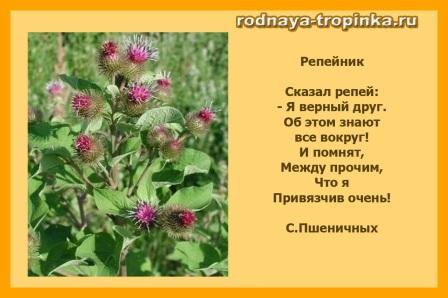 rodnaya-tropinka.ru
Репейник
Сказал репей:
- Я верный друг.
Об этом знают
все вокруг!
И помнят,
Между прочим,
Что я
Привязчив очень!
С.Пшеничных